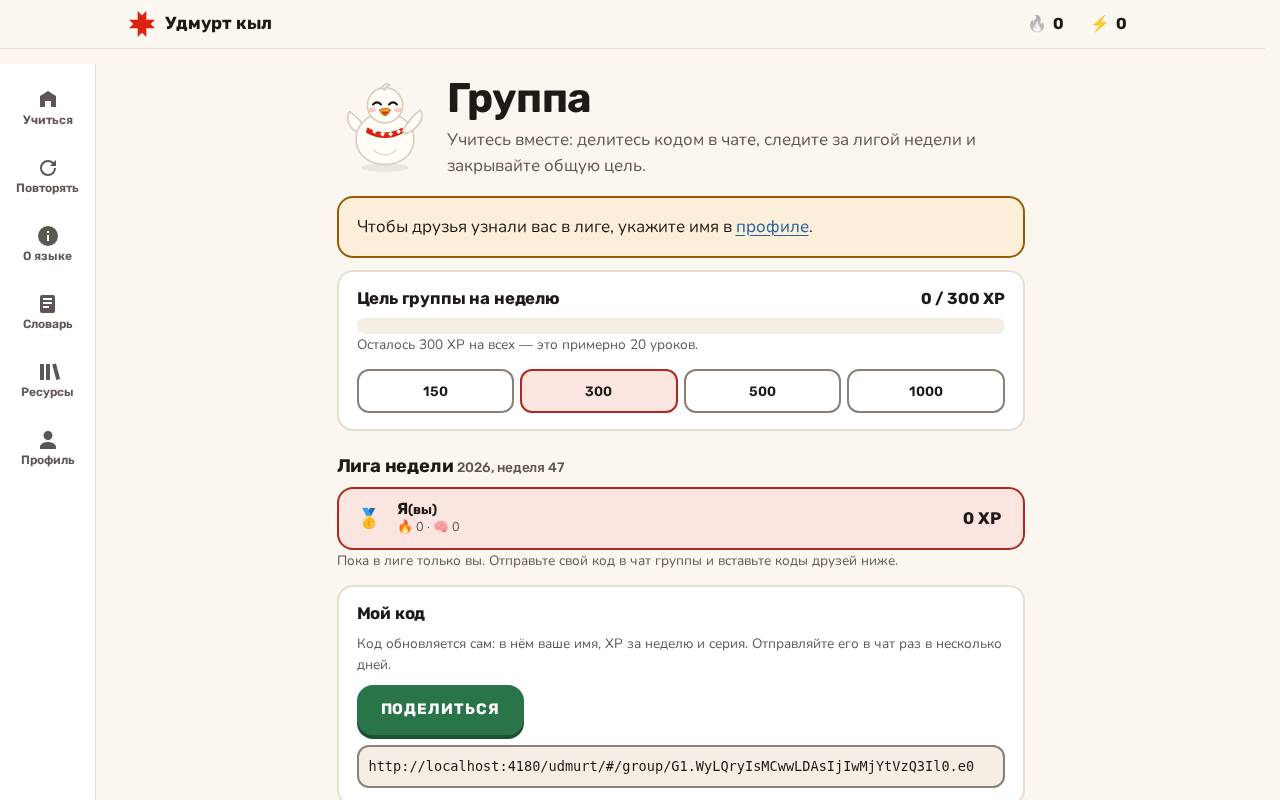 Удмурт кыл
🔥 0 ⚡ 0
Учиться
Повторять
О языке
Словарь
Ресурсы
Профиль
Группа
Учитесь вместе: делитесь кодом в чате, следите за лигой недели и
закрывайте общую цель.
Чтобы друзья узнали вас в лиге, укажите имя в профиле.
Цель группы на неделю 0 / 300 XP
Осталось 300 XP на всех — это примерно 20 уроков.
150 300 500 1000
Лига недели 2026, неделя 47
Я(вы)
🔥 0 · 🧠 0
0 XP
Пока в лиге только вы. Отправьте свой код в чат группы и вставьте коды друзей ниже.
Мой код
Код обновляется сам: в нём ваше имя, XP за неделю и серия. Отправляйте его в чат раз в несколько
дней.
ПОДЕЛИТЬСЯ
http://localhost:4180/udmurt/#/group/G1.WyLQryIsMCwwLDAsIjIwMjYtVzQ3Il0.e0